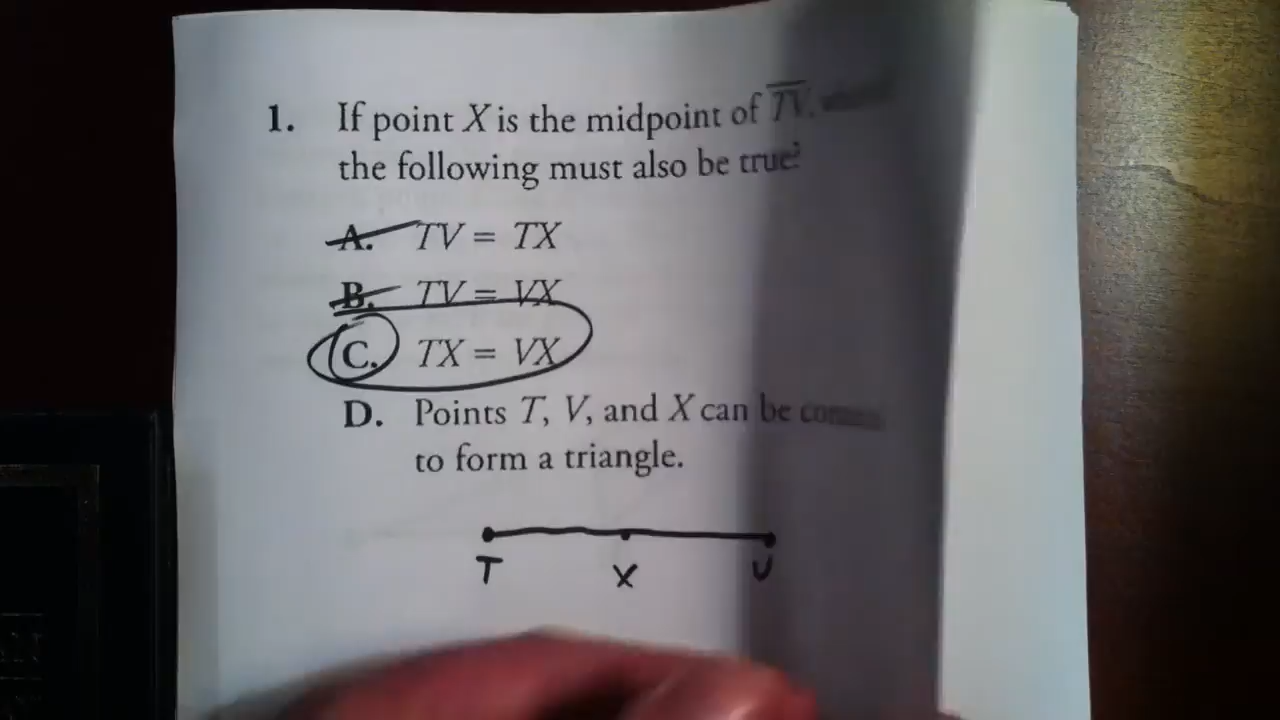 1. If point X is the midpoint of TV,
the following must also be true?
A. TV = TX
B. TV = VX
C. TX = VX
D. Points T, V, and X can be
to form a triangle.
T X V